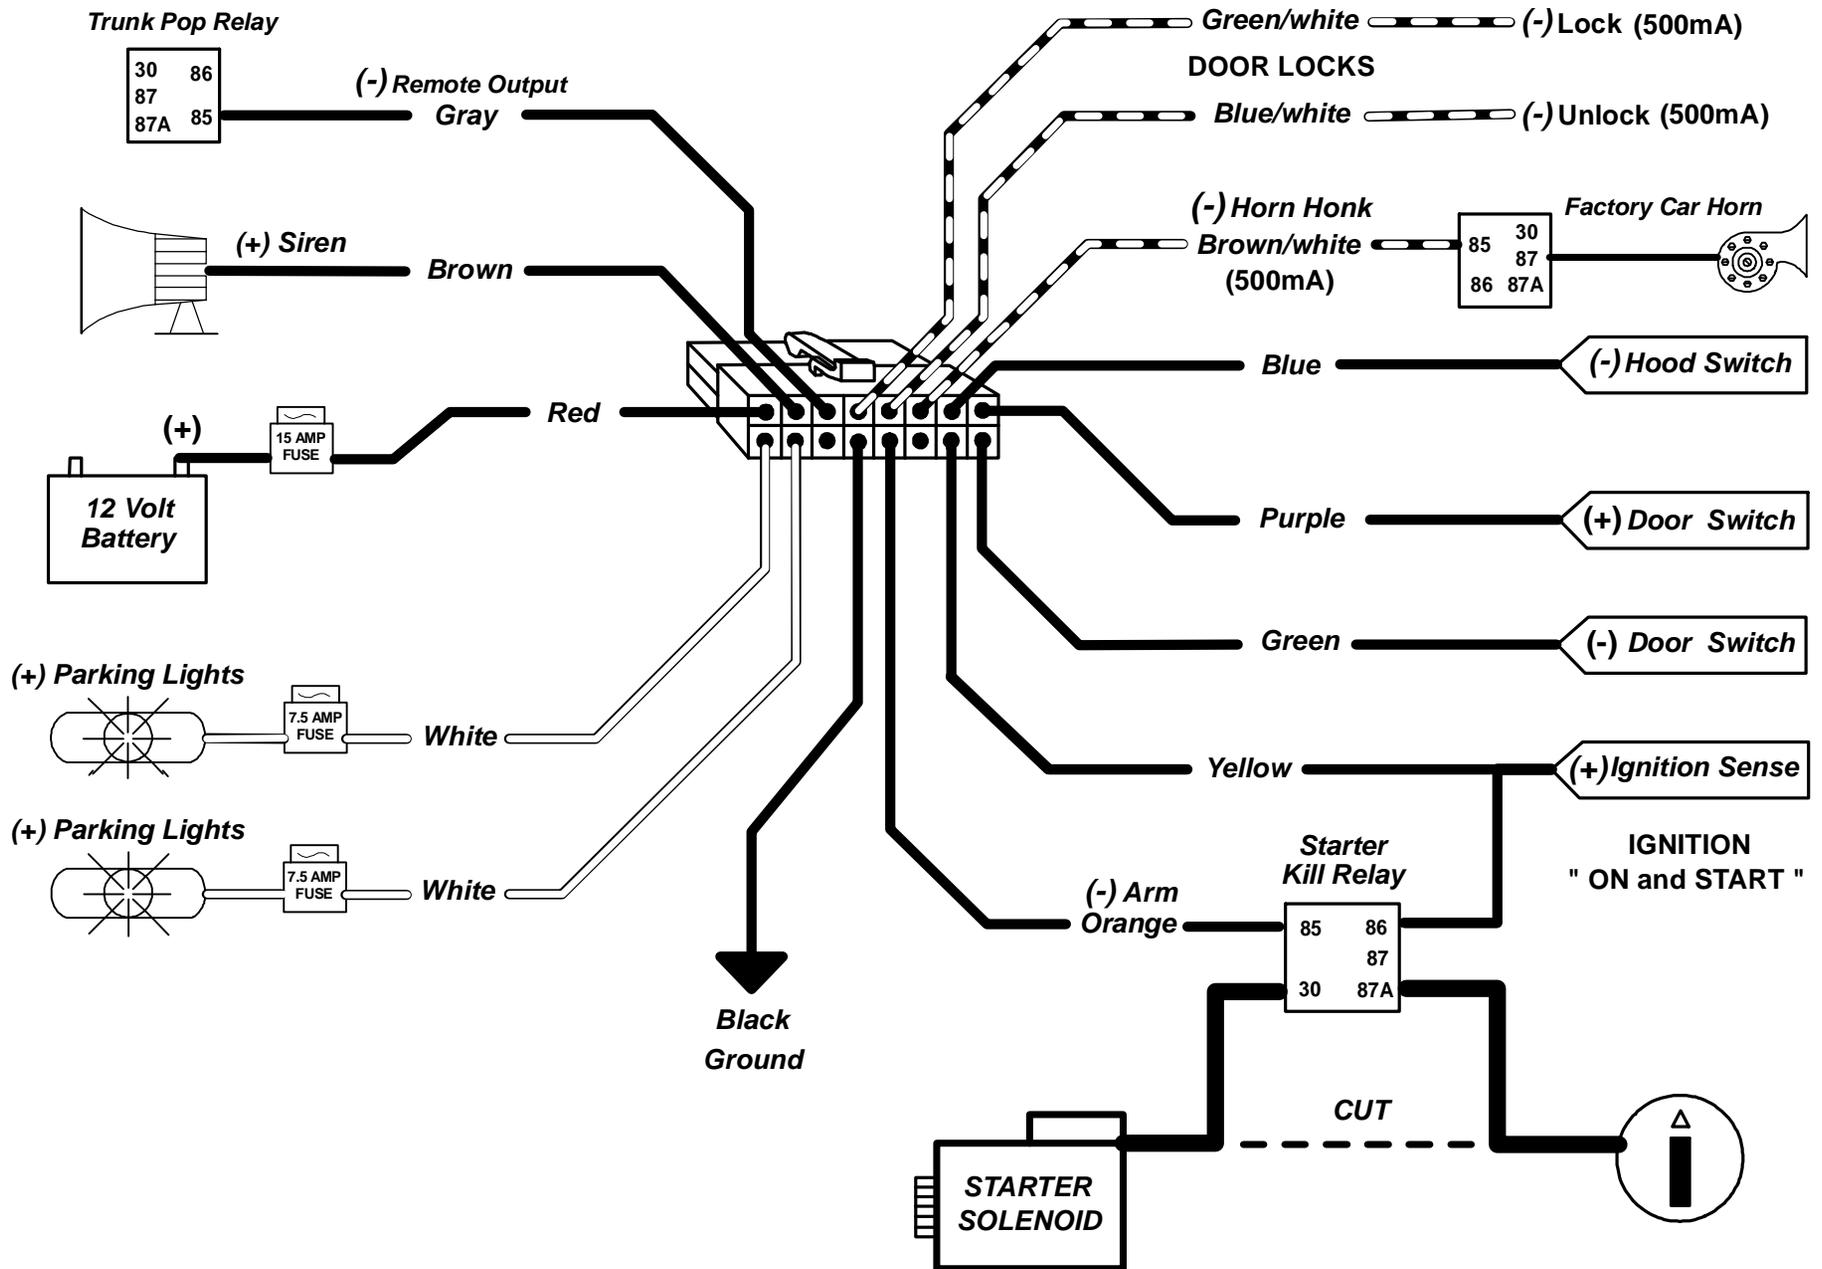 Trunk Pop Relay
30 86
87
87A 85
(-) Remote Output
Gray
(+) Siren
Brown
Red
(+)
15 AMP
FUSE
12 Volt
Battery
(+) Parking Lights
7.5 AMP
FUSE
White
(+) Parking Lights
7.5 AMP
FUSE
White
Black
Ground
Green/white
(-) Lock (500mA)
DOOR LOCKS
Blue/white
(-) Unlock (500mA)
(-) Horn Honk
Brown/white
(500mA)
Factory Car Horn
85 30
87
86 87A
Blue
(-) Hood Switch
Purple
(+) Door Switch
Green
(-) Door Switch
Yellow
(+) Ignition Sense
IGNITION
" ON and START "
Starter
Kill Relay
(-) Arm
Orange
85 86
87
30 87A
CUT
STARTER
SOLENOID